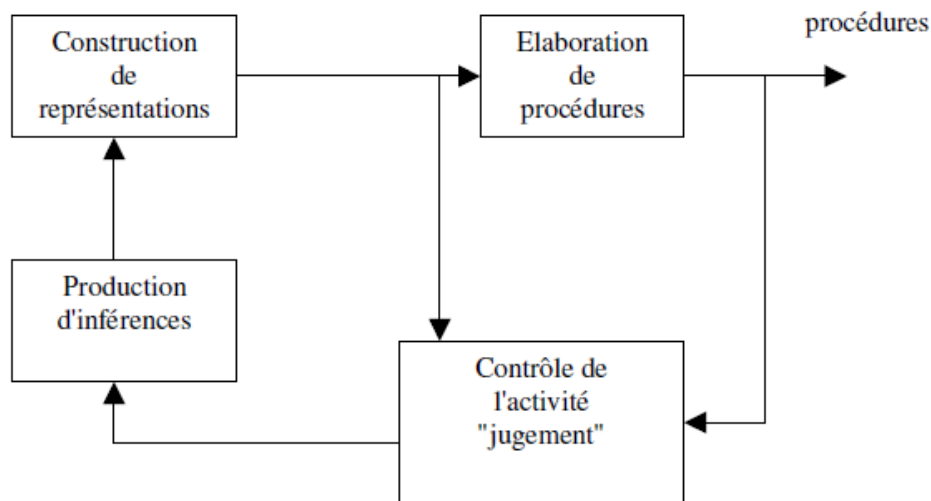 Construction
de
représentations
Elaboration
de
procédures
procédures
Production
d'inférences
Contrôle de
l'activité
"jugement"